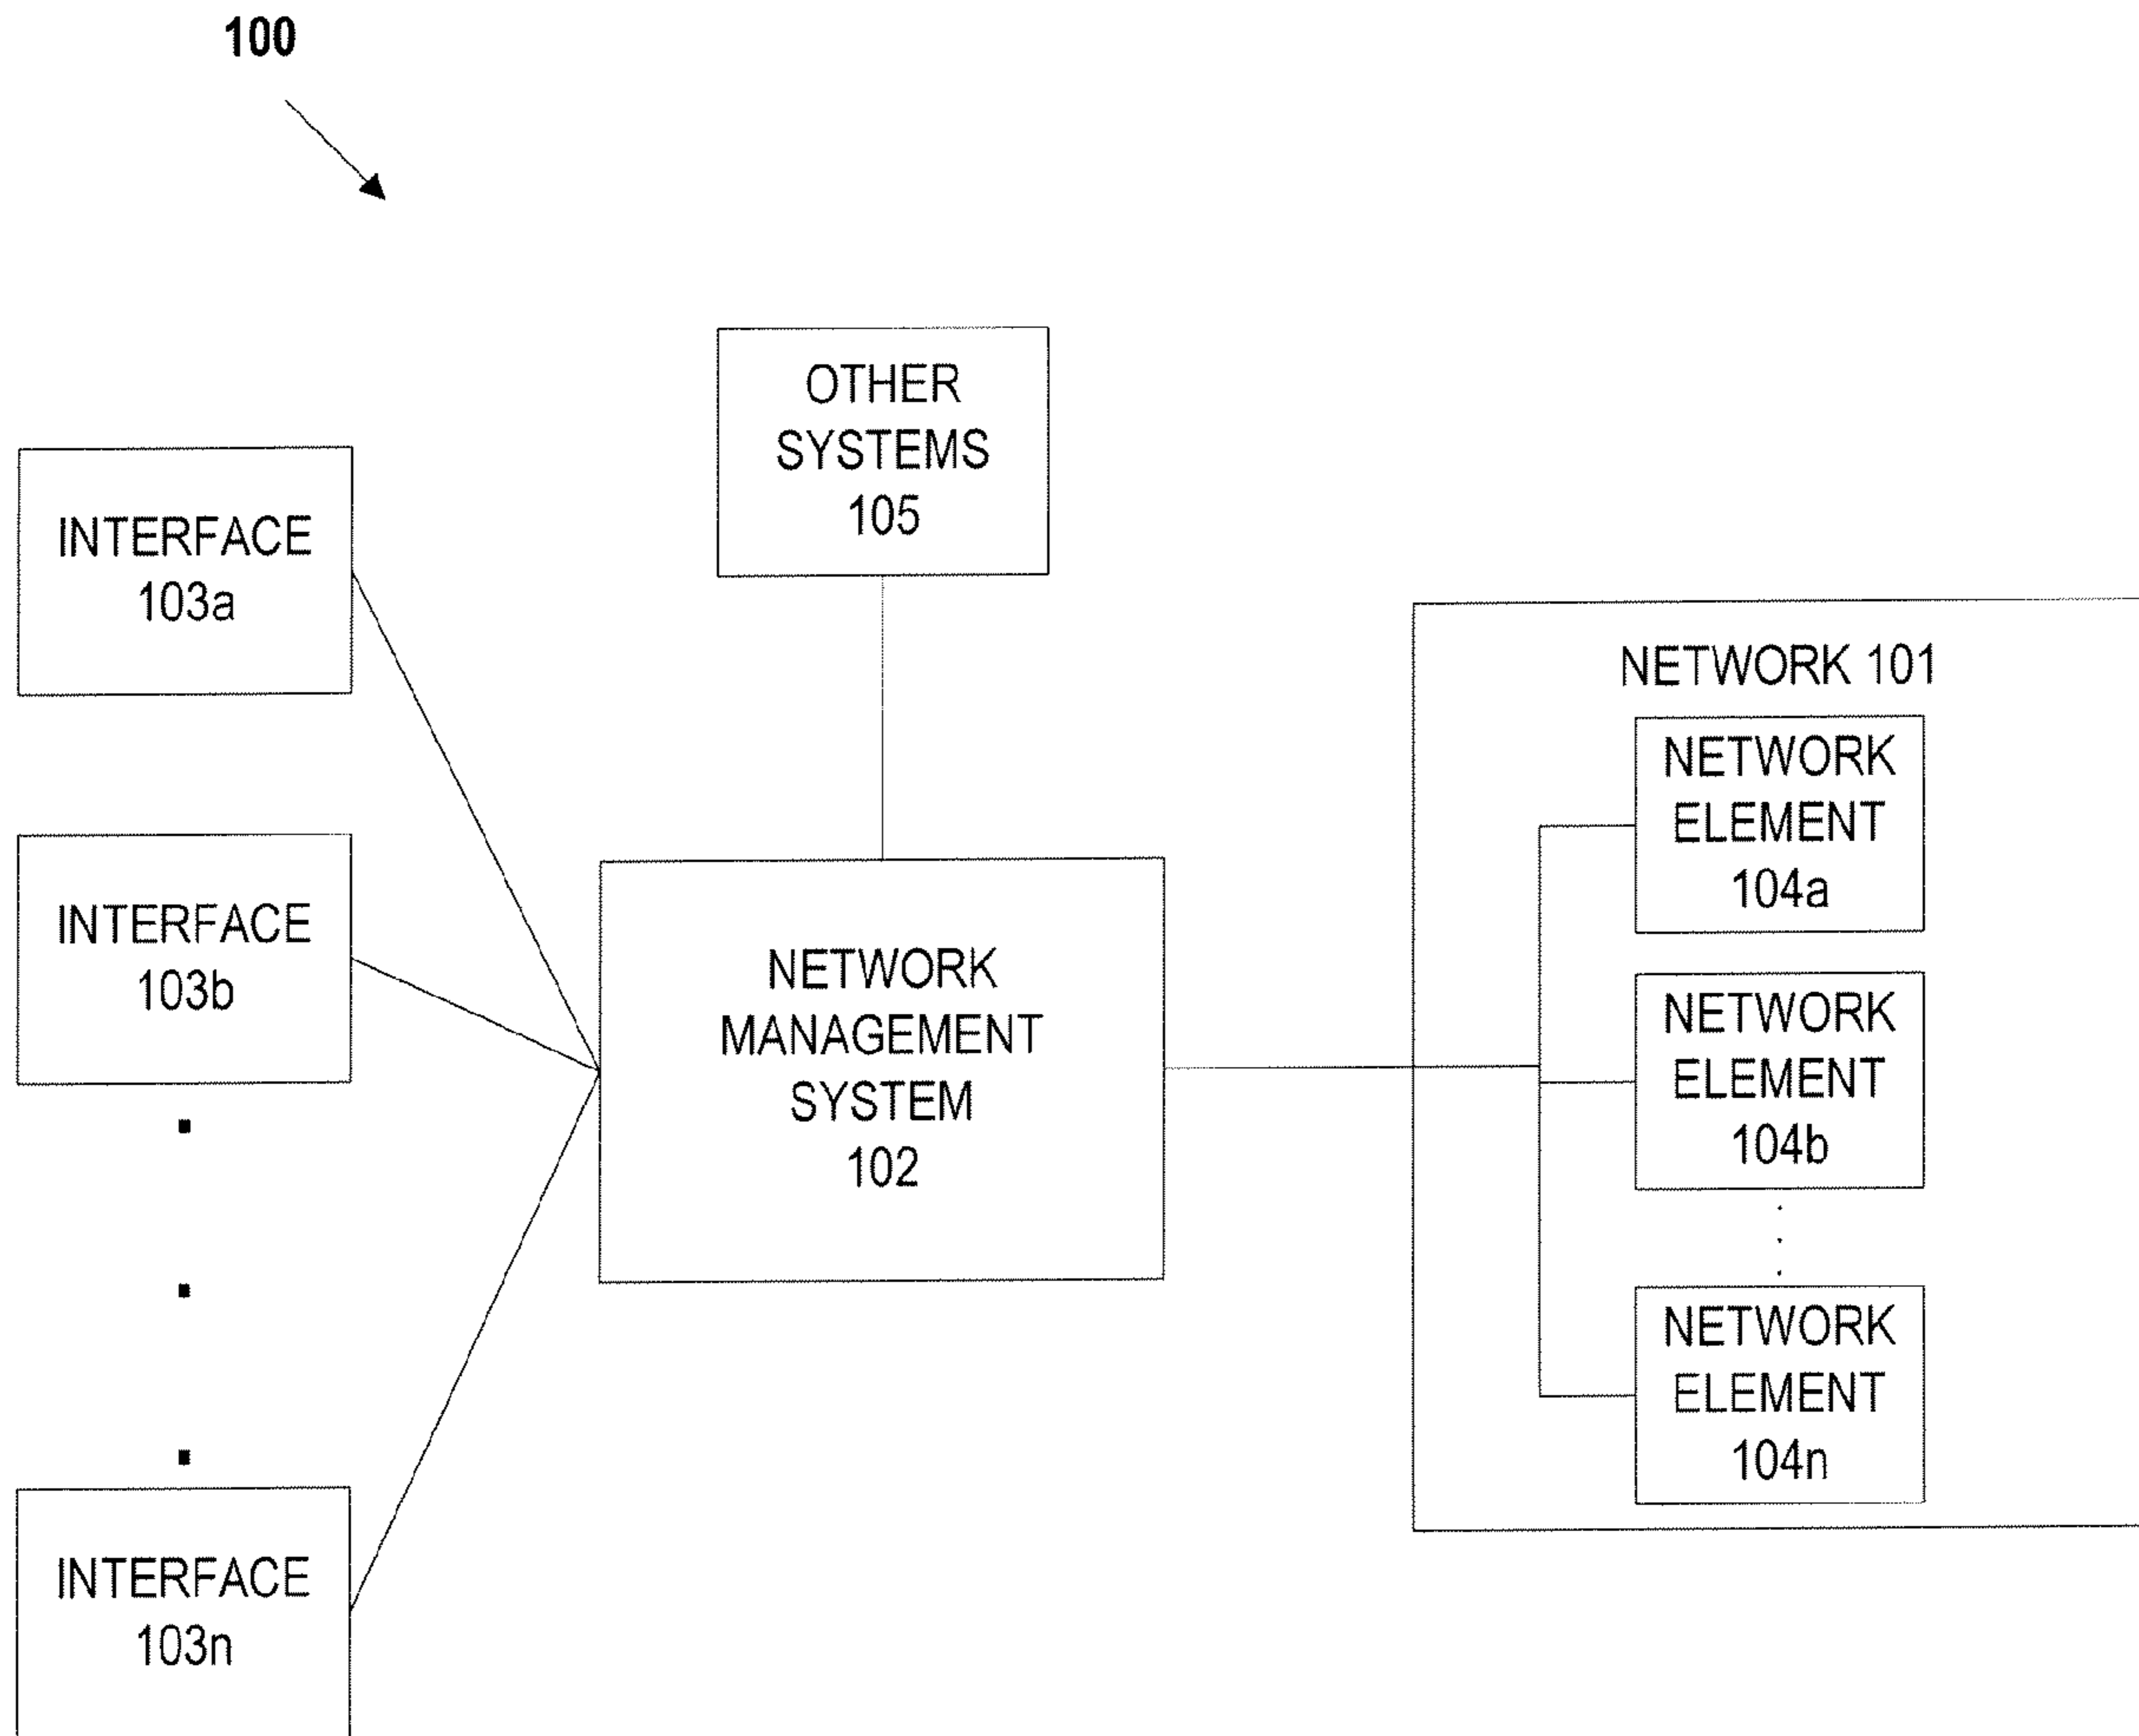 100
OTHER
SYSTEMS
105
INTERFACE
103a
INTERFACE
103b
INTERFACE
103n
NETWORK
MANAGEMENT
SYSTEM
102
NETWORK 101
NETWORK
ELEMENT
104a
NETWORK
ELEMENT
104b
NETWORK
ELEMENT
104n